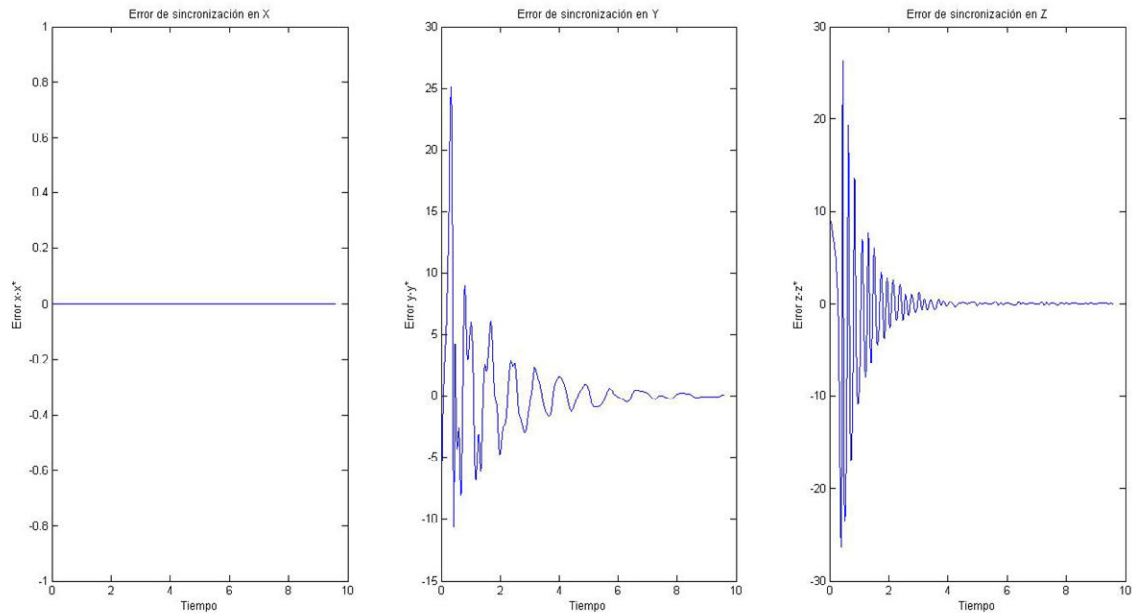 Error de sincronización en X
1
0.8
0.6
0.4
0.2
0
-0.2
-0.4
-0.6
-0.8
-1
Error x-x*
0 2 4 6 8 10
Tiempo
Error de sincronización en Y
30
25
20
15
10
5
0
-5
-10
-15
Error y-y*
0 2 4 6 8 10
Tiempo
Error de sincronización en Z
30
20
10
0
-10
-20
-30
Error z-z*
0 2 4 6 8 10
Tiempo